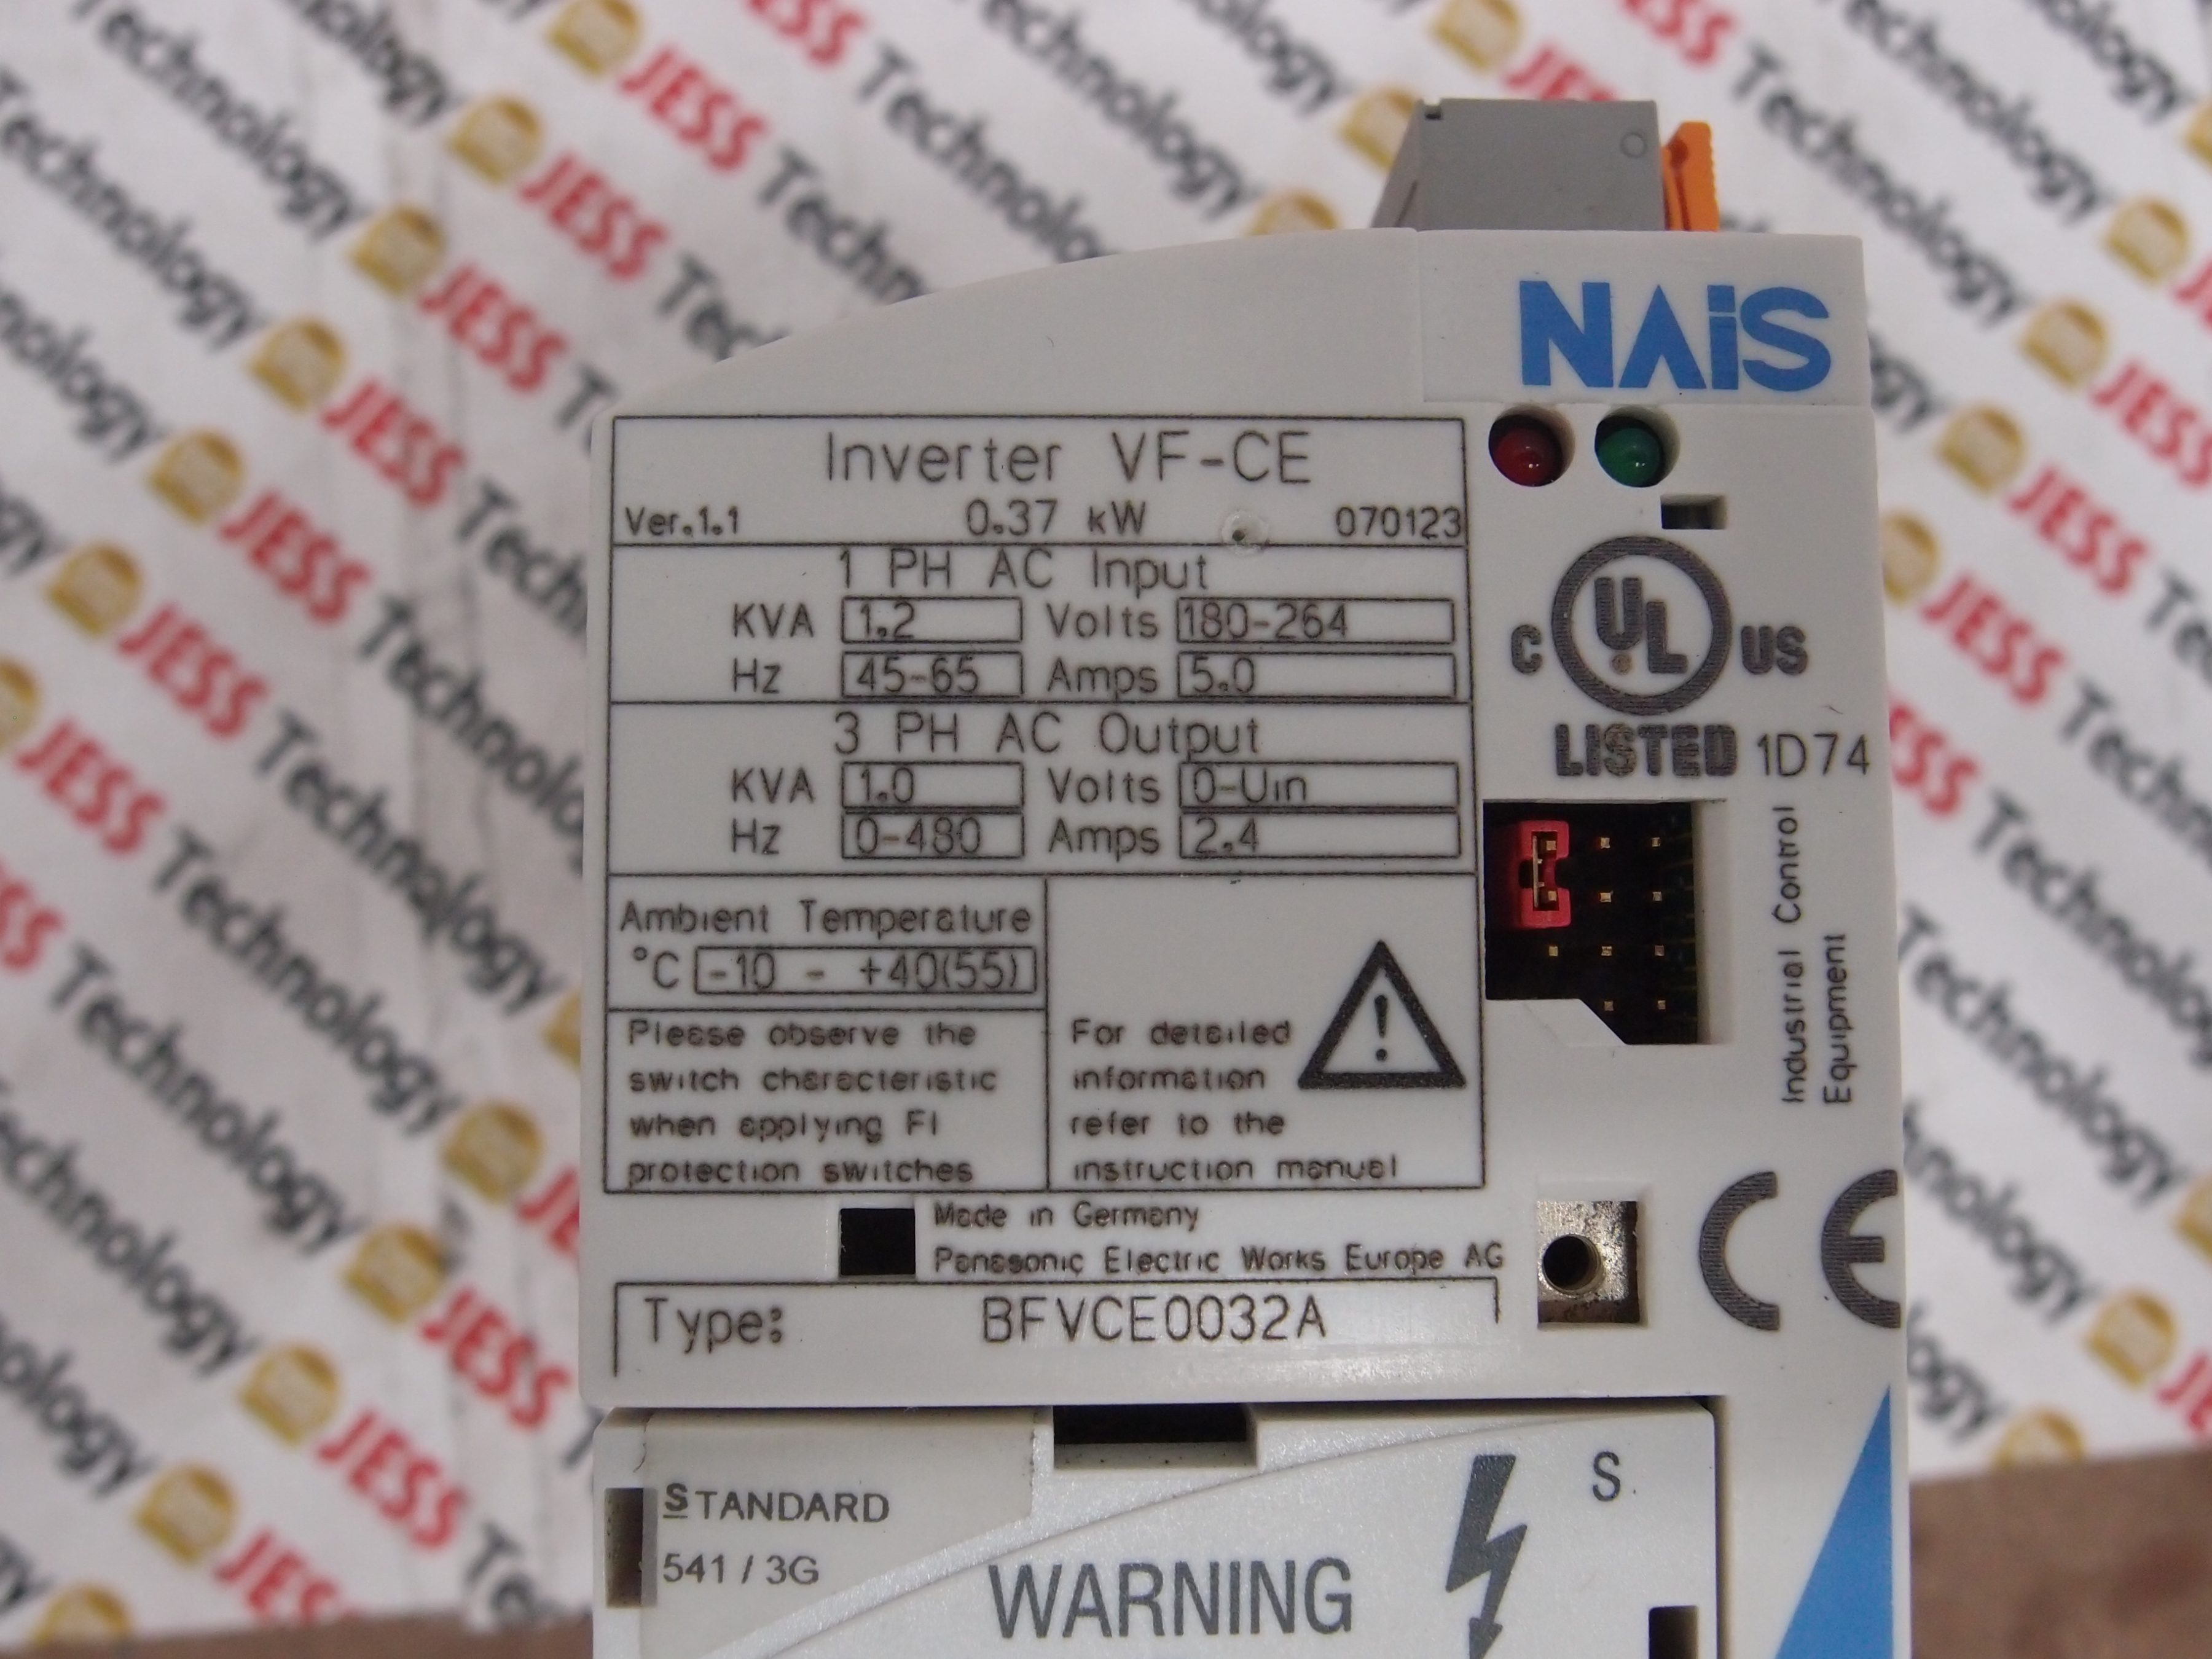 NAiS
Inverter VF-CE
Ver.1.1 0.37 kW 070123
1 PH AC Input
KVA 1.2 Volts 180-264
Hz 45-65 Amps 5.0
3 PH AC Output
KVA 1.0 Volts 0-Uin
Hz 0-480 Amps 2.4
Ambient Temperature
°C -10 - +40(55)
Please observe the
switch characteristic
when applying FI
protection switches
For detailed
information
refer to the
instruction manual
!
Made in Germany
Panasonic Electric Works Europe AG
Type: BFVCE0032A
C UL US
LISTED 1D74
Industrial Control
Equipment
CE
STANDARD
541 / 3G
S
WARNING
JESS Technology